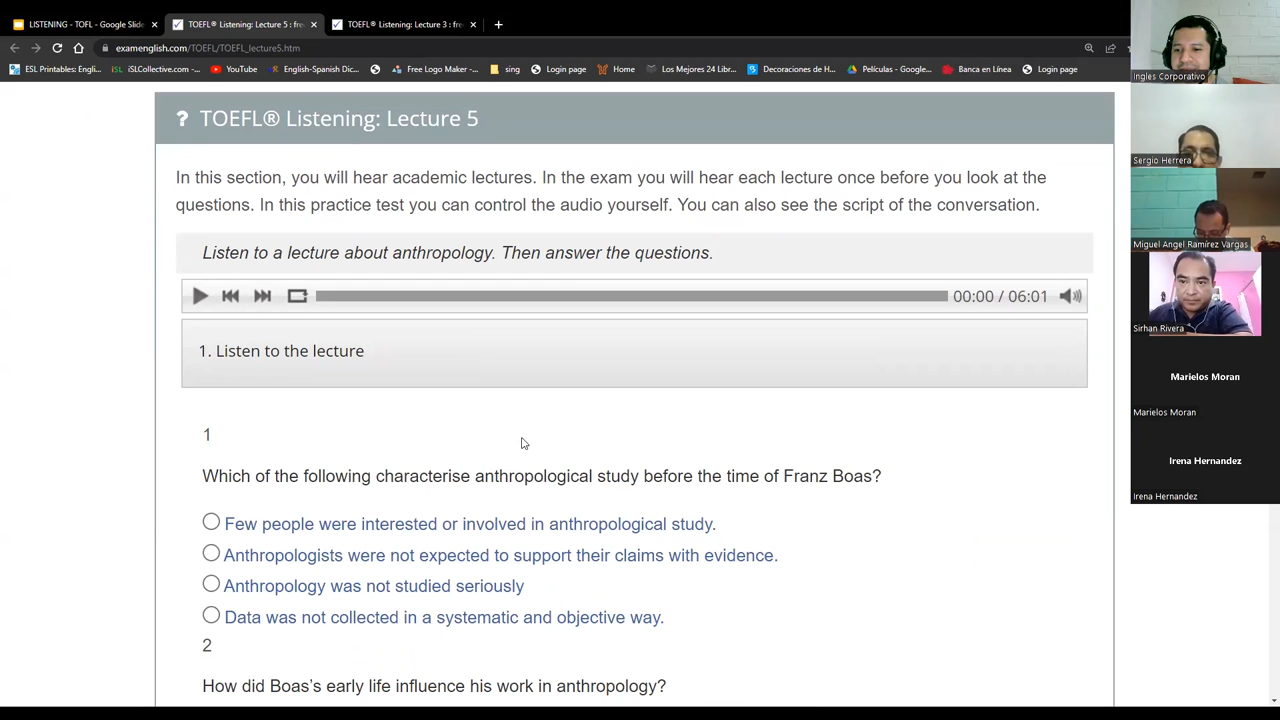 LISTENING - TOFL - Google Slide
TOEFL® Listening: Lecture 5 : fre
TOEFL® Listening: Lecture 3 : fre
examenglish.com/TOEFL/TOEFL_lecture5.htm
ESL Printables: Engli...
iSLCollective.com -...
YouTube
English-Spanish Dic...
Free Logo Maker -...
sing
Login page
Home
Los Mejores 24 Libr...
Decoraciones de H...
Películas - Google...
Banca en Línea
Login page
TOEFL® Listening: Lecture 5
In this section, you will hear academic lectures. In the exam you will hear each lecture once before you look at the
questions. In this practice test you can control the audio yourself. You can also see the script of the conversation.
Listen to a lecture about anthropology. Then answer the questions.
00:00 / 06:01
1. Listen to the lecture
1
Which of the following characterise anthropological study before the time of Franz Boas?
Few people were interested or involved in anthropological study.
Anthropologists were not expected to support their claims with evidence.
Anthropology was not studied seriously
Data was not collected in a systematic and objective way.
2
How did Boas's early life influence his work in anthropology?
Ingles Corporativo
Sergio Herrera
Miguel Angel Ramírez Vargas
Sirhan Rivera
Marielos Moran
Marielos Moran
Irena Hernandez
Irena Hernandez